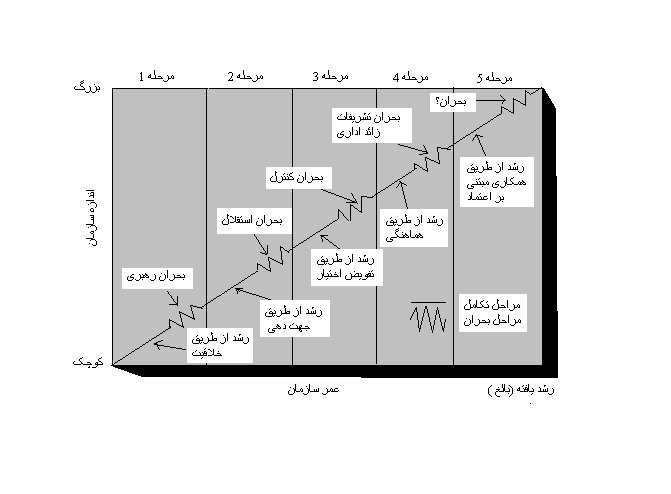 مرحله 1
مرحله 2
مرحله 3
مرحله 4
مرحله 5
بزرگ
بحران؟
بحران تشریفات
زائد اداری
رشد از طریق
همکاری مبتنی
بر اعتماد
بحران کنترل
رشد از طریق
هماهنگی
اندازه سازمان
بحران استقلال
رشد از طریق
تفویض اختیار
بحران رهبری
رشد از طریق
جهت دهی
مراحل تکامل
مراحل بحران
رشد از طریق
خلاقیت
کوچک
عمر سازمان
رشد یافته (بالغ )